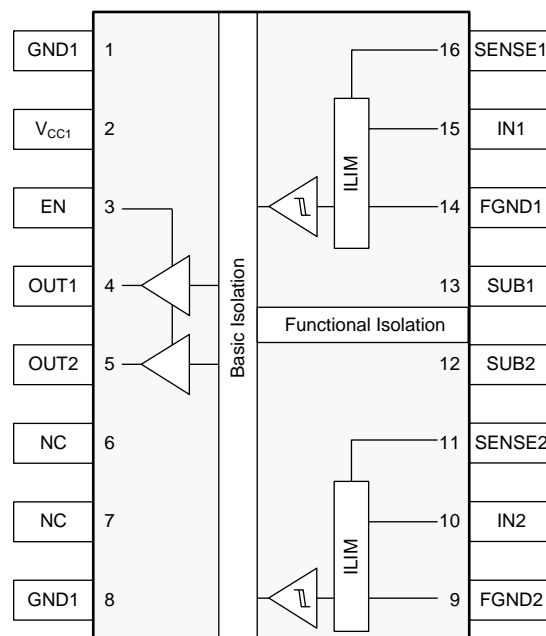 GND1 1 16 SENSE1
VCC1 2 15 IN1
EN 3 14 FGND1
OUT1 4 13 SUB1
OUT2 5 12 SUB2
NC 6 11 SENSE2
NC 7 10 IN2
GND1 8 9 FGND2
ILIM
Basic Isolation
Functional Isolation
ILIM